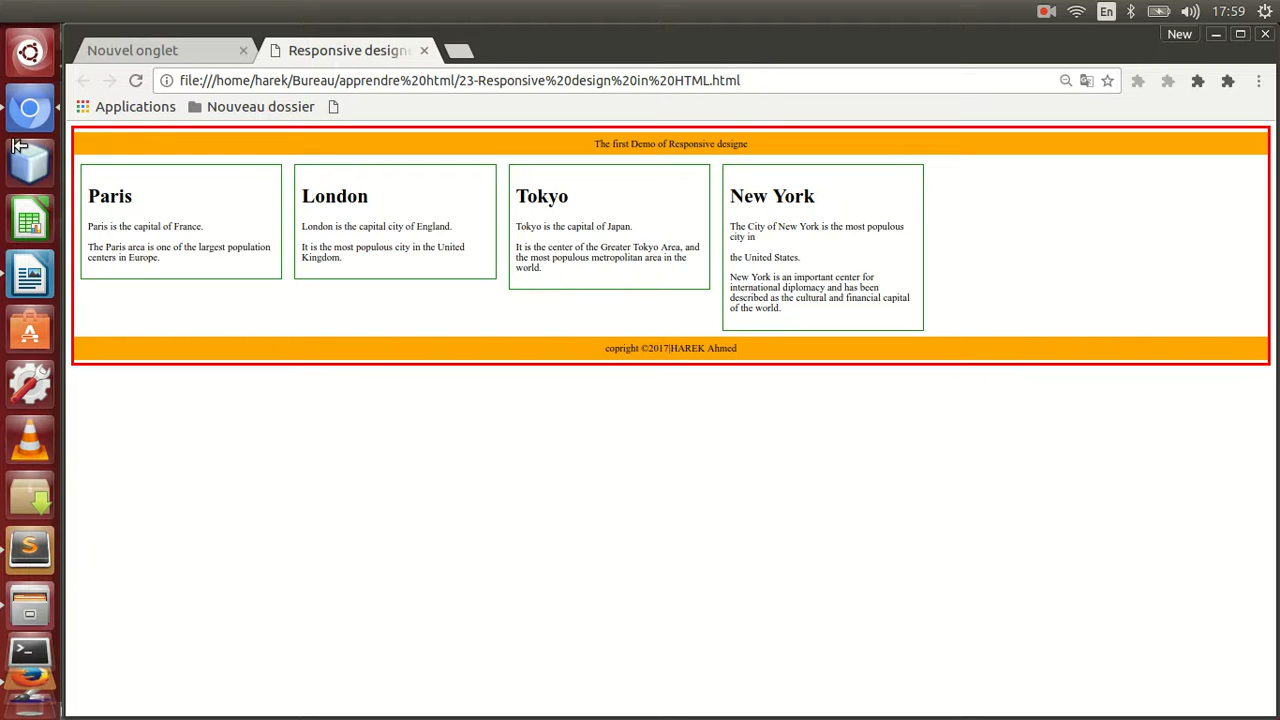 En
17:59
New
Nouvel onglet
Responsive designe
file:///home/harek/Bureau/apprendre%20html/23-Responsive%20design%20in%20HTML.html
Applications
Nouveau dossier
The first Demo of Responsive designe
Paris
Paris is the capital of France.
The Paris area is one of the largest population
centers in Europe.
London
London is the capital city of England.
It is the most populous city in the United
Kingdom.
Tokyo
Tokyo is the capital of Japan.
It is the center of the Greater Tokyo Area, and
the most populous metropolitan area in the
world.
New York
The City of New York is the most populous
city in
the United States.
New York is an important center for
international diplomacy and has been
described as the cultural and financial capital
of the world.
copright ©2017|HAREK Ahmed